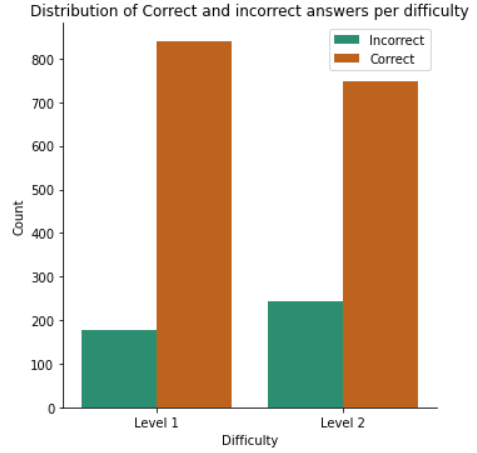 Distribution of Correct and incorrect answers per difficulty
Incorrect
Correct
800
700
600
500
400
300
200
100
0
Count
Level 1 Level 2
Difficulty